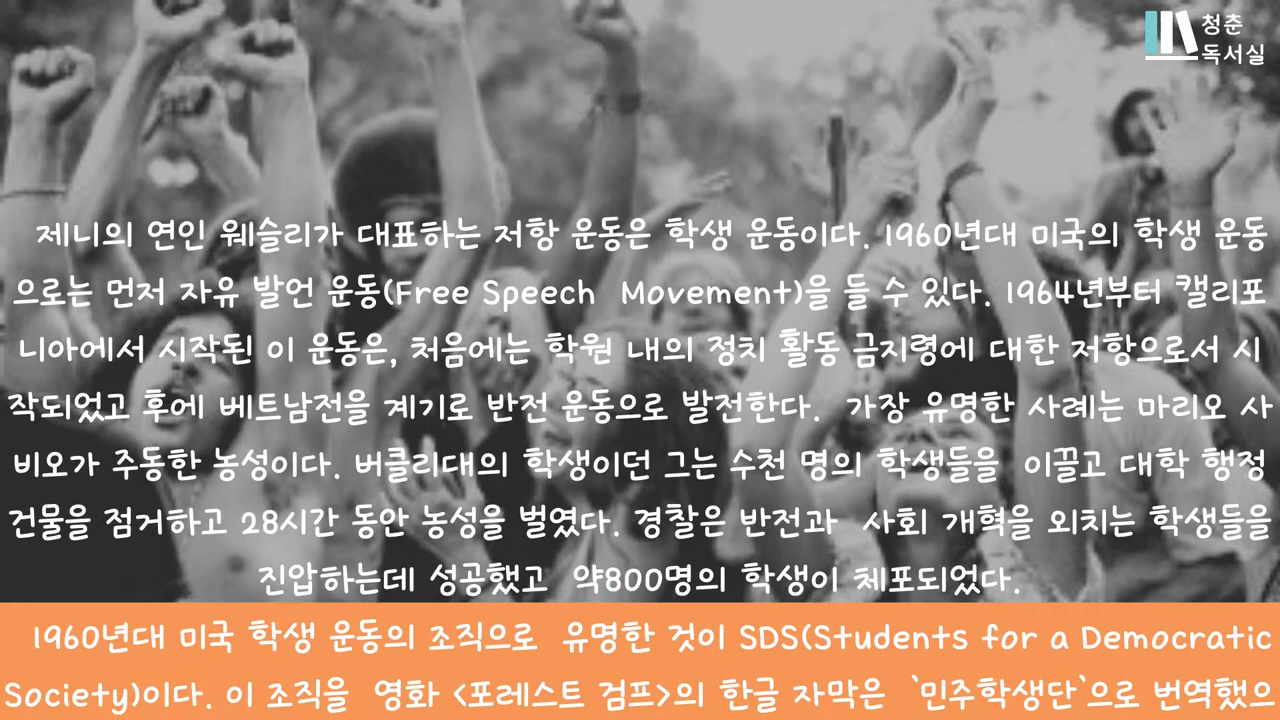 청춘
독서실
제니의 연인 웨슬리가 대표하는 저항 운동은 학생 운동이다. 1960년대 미국의 학생 운동
으로는 먼저 자유 발언 운동(Free Speech Movement)을 들 수 있다. 1964년부터 캘리포
니아에서 시작된 이 운동은, 처음에는 학원 내의 정치 활동 금지령에 대한 저항으로서 시
작되었고 후에 베트남전을 계기로 반전 운동으로 발전한다. 가장 유명한 사례는 마리오 사
비오가 주동한 농성이다. 버클리대의 학생이던 그는 수천 명의 학생들을 이끌고 대학 행정
건물을 점거하고 28시간 동안 농성을 벌였다. 경찰은 반전과 사회 개혁을 외치는 학생들을
진압하는데 성공했고 약800명의 학생이 체포되었다.
1960년대 미국 학생 운동의 조직으로 유명한 것이 SDS(Students for a Democratic
Society)이다. 이 조직을 영화 <포레스트 검프>의 한글 자막은 `민주학생단`으로 번역했으